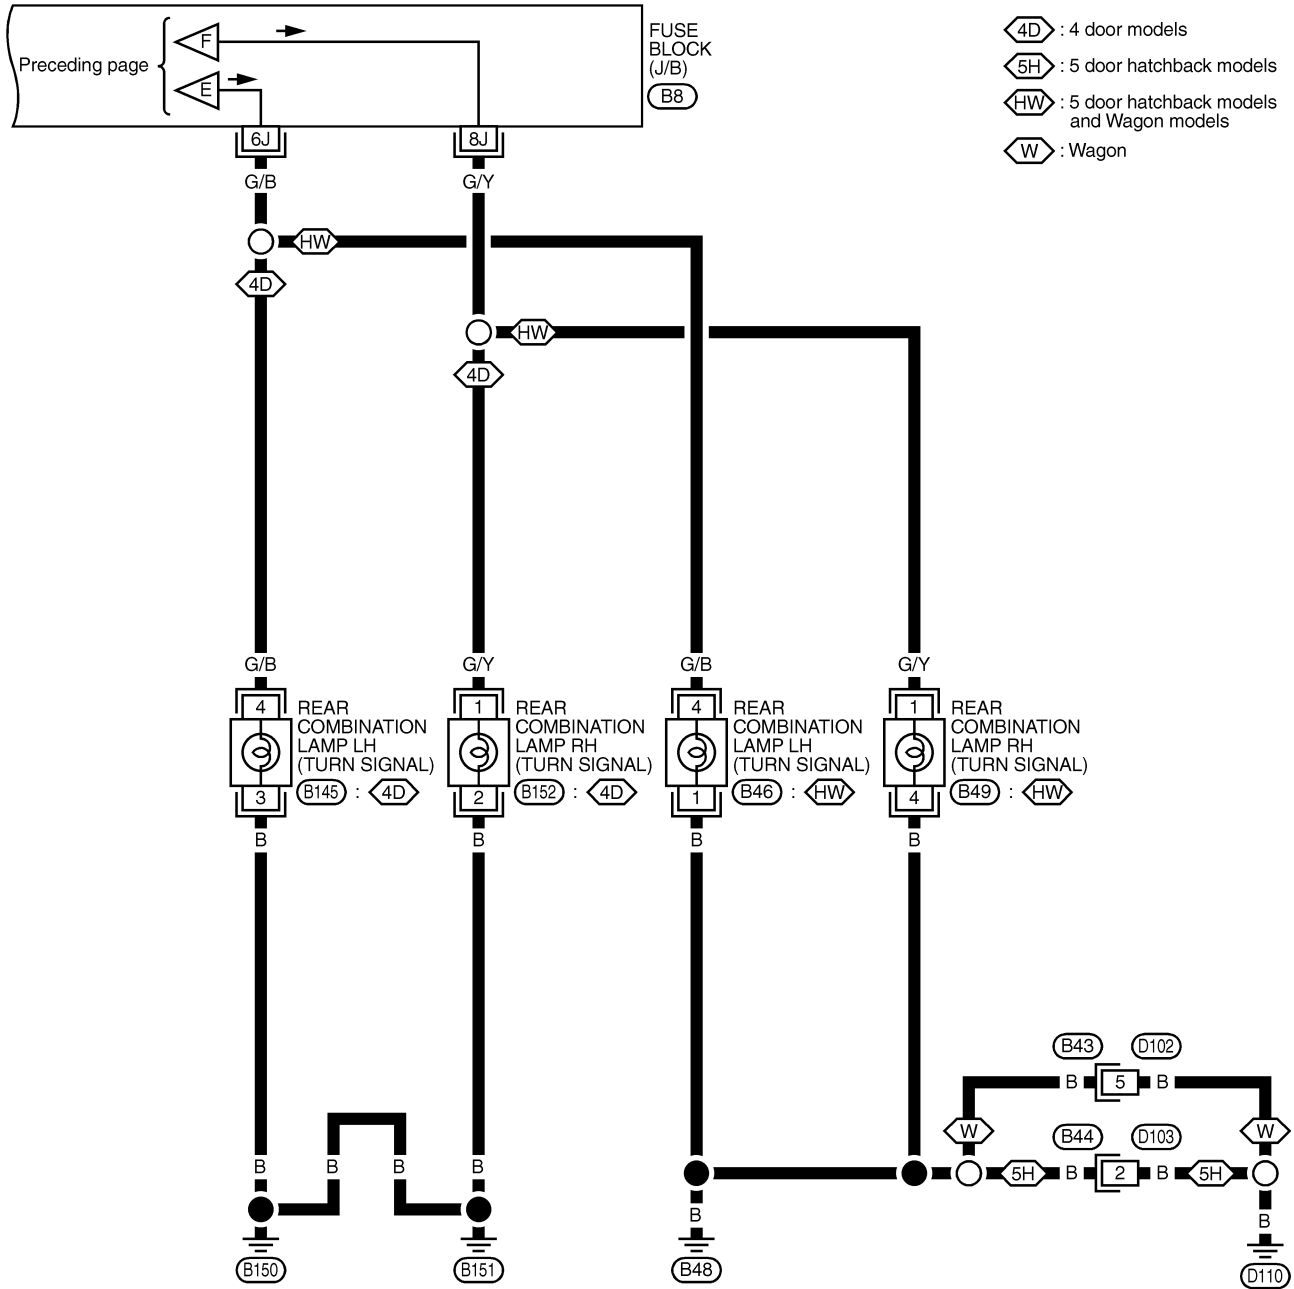 F
Preceding page
E
FUSE
BLOCK
(J/B)
B8
4D : 4 door models
5H : 5 door hatchback models
HW : 5 door hatchback models
and Wagon models
W : Wagon
6J 8J
G/B G/Y
HW
4D
HW
4D
G/B G/Y G/B G/Y
4
REAR
COMBINATION
LAMP LH
(TURN SIGNAL)
3 B145 : 4D
1
REAR
COMBINATION
LAMP RH
(TURN SIGNAL)
2 B152 : 4D
4
REAR
COMBINATION
LAMP LH
(TURN SIGNAL)
1 B46 : HW
1
REAR
COMBINATION
LAMP RH
(TURN SIGNAL)
4 B49 : HW
B B B B
B43 D102
B 5 B
W W
B44 D103
5H B 2 B 5H
B B B B
B B
B150 B151 B48 D110